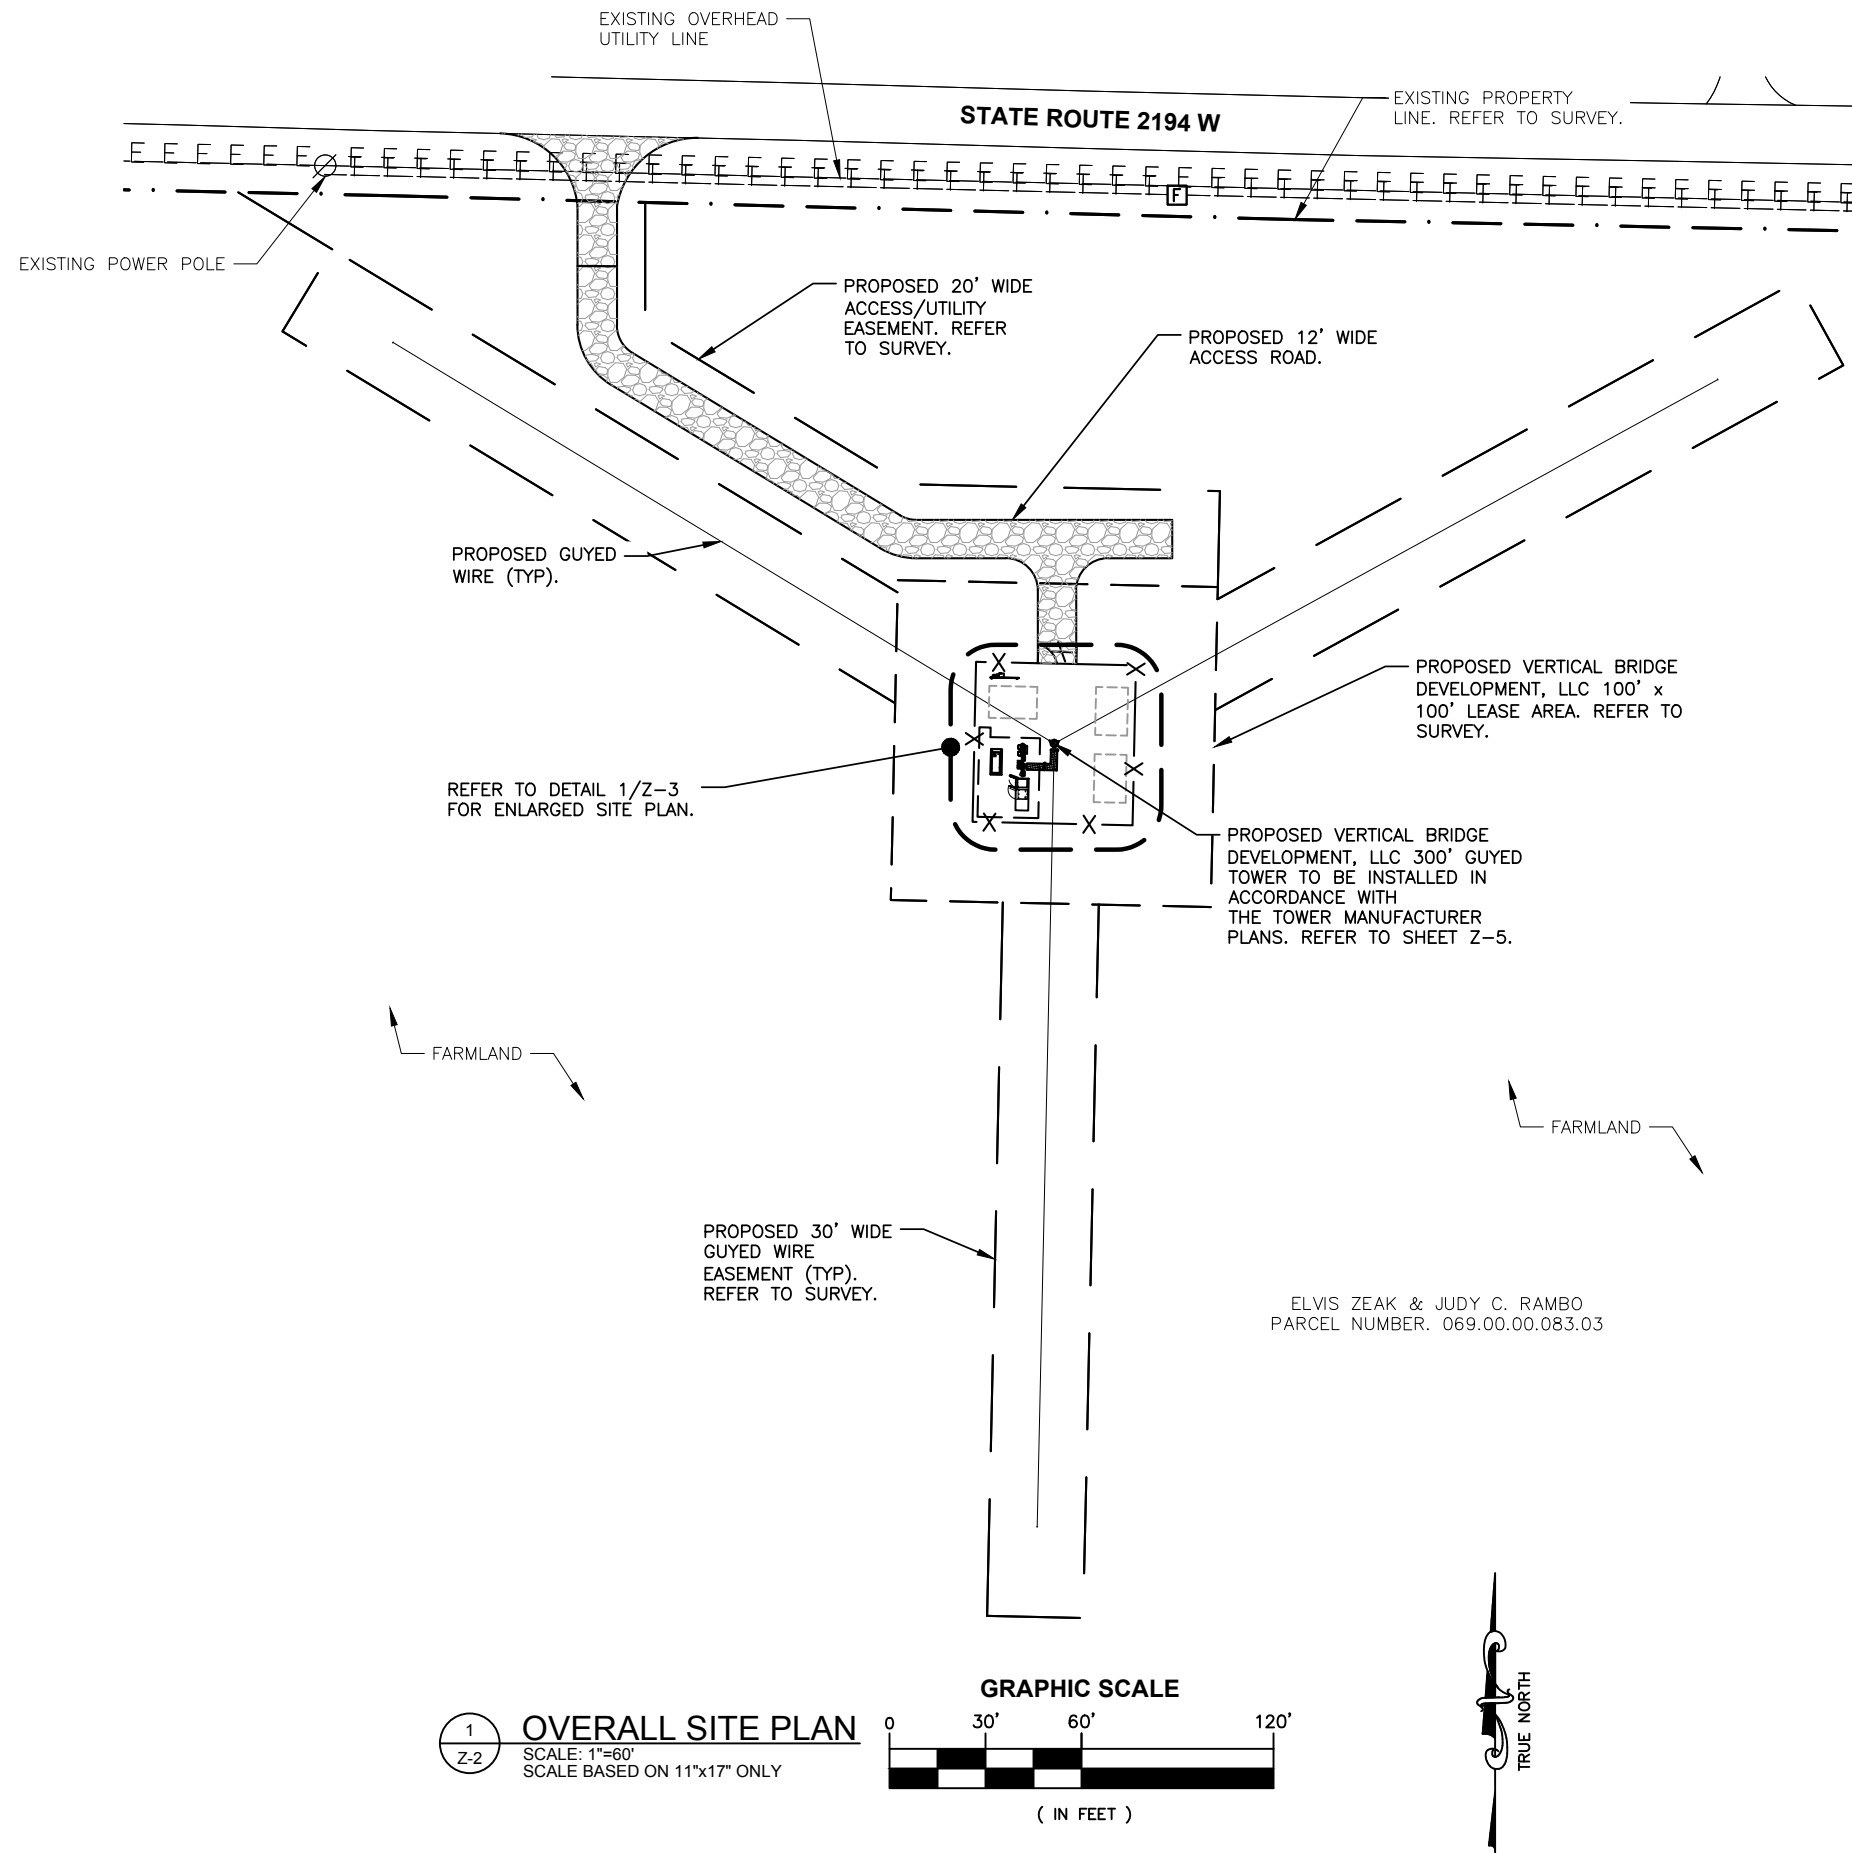 EXISTING OVERHEAD
UTILITY LINE
STATE ROUTE 2194 W
EXISTING PROPERTY
LINE. REFER TO SURVEY.
E E E E E E E E E E E E E E E E E E E E E E E E E E E E E E E E E E E E E E E E E E E E E E E E E E E E
F
EXISTING POWER POLE
PROPOSED 20' WIDE
ACCESS/UTILITY
EASEMENT. REFER
TO SURVEY.
PROPOSED 12' WIDE
ACCESS ROAD.
PROPOSED GUYED
WIRE (TYP).
PROPOSED VERTICAL BRIDGE
DEVELOPMENT, LLC 100' x
100' LEASE AREA. REFER TO
SURVEY.
REFER TO DETAIL 1/Z-3
FOR ENLARGED SITE PLAN.
PROPOSED VERTICAL BRIDGE
DEVELOPMENT, LLC 300' GUYED
TOWER TO BE INSTALLED IN
ACCORDANCE WITH
THE TOWER MANUFACTURER
PLANS. REFER TO SHEET Z-5.
FARMLAND
FARMLAND
PROPOSED 30' WIDE
GUYED WIRE
EASEMENT (TYP).
REFER TO SURVEY.
ELVIS ZEAK & JUDY C. RAMBO
PARCEL NUMBER. 069.00.00.083.03
1
Z-2
OVERALL SITE PLAN
SCALE: 1"=60'
SCALE BASED ON 11"x17" ONLY
GRAPHIC SCALE
0 30' 60' 120'
( IN FEET )
TRUE NORTH